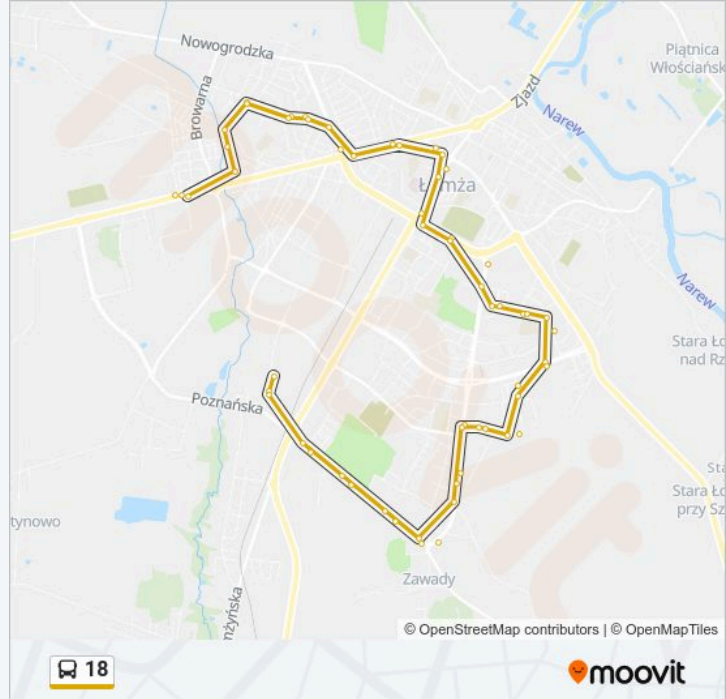 Nowogrodzka
Browarna
Zjazd
Piątnica
Włościańsk
Narew
Łomża
Narew
Stara Ło
nad Rz
Poznańska
Sta
Stara Ło
przy Sz
tynowo
Zawady
mżyńska
© OpenStreetMap contributors | © OpenMapTiles
18
moovit